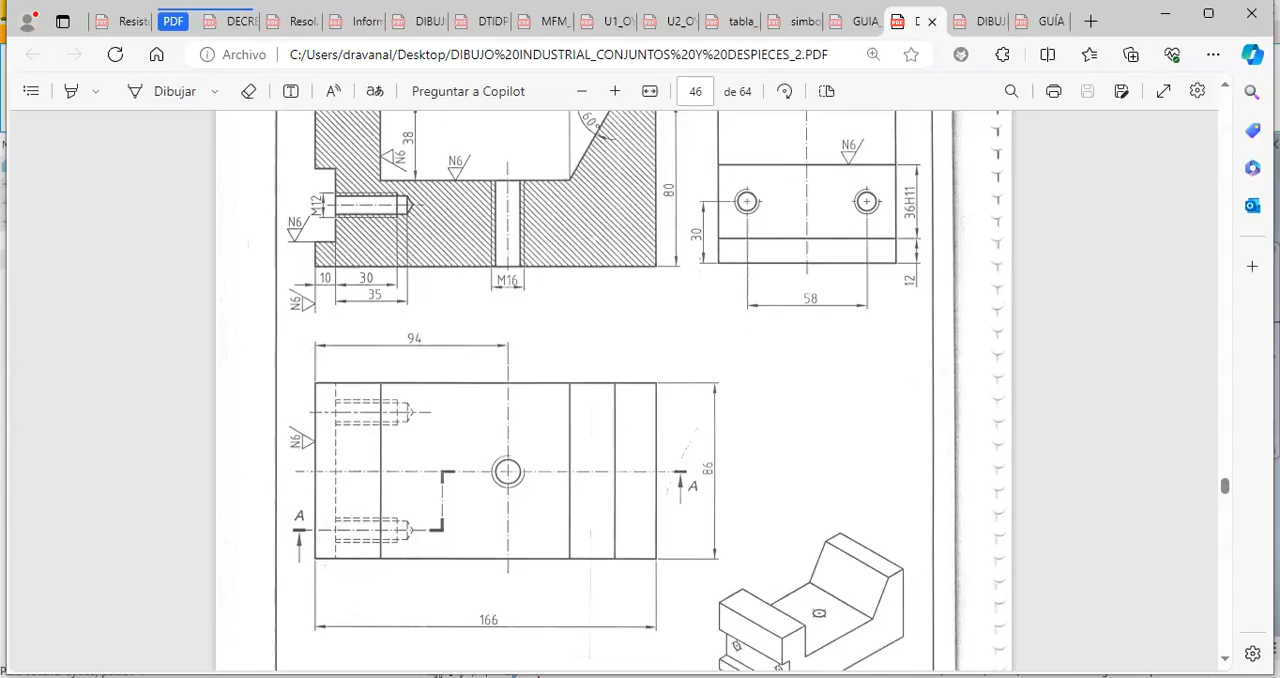 Resist
PDF
DECRE
Resol.
Inforn
DIBUJ
DTIDF
MFM_
U1_O\
U2_O\
tabla_
simbc
GUIA_
DIBUJ
GUÍA
Archivo
C:/Users/dravanal/Desktop/DIBUJO%20INDUSTRIAL_CONJUNTOS%20Y%20DESPIECES_2.PDF
Dibujar
Preguntar a Copilot
46
de 64
38
60°
N6
N6
N6
80
M12
N6
30
36H11
10
30
M16
35
N6
12
58
94
N6
86
A
A
166